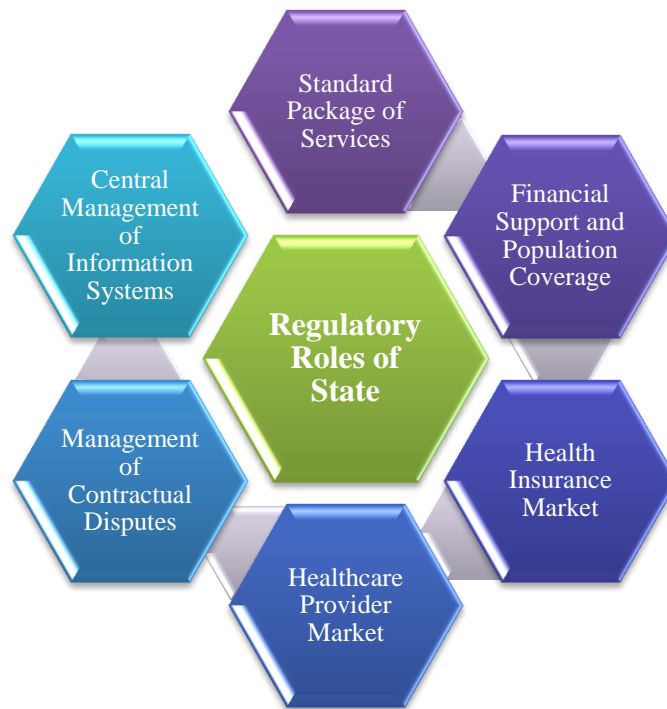 Standard
Package of
Services
Financial
Support and
Population
Coverage
Health
Insurance
Market
Healthcare
Provider
Market
Management
of
Contractual
Disputes
Central
Management
of
Information
Systems
Regulatory
Roles of
State